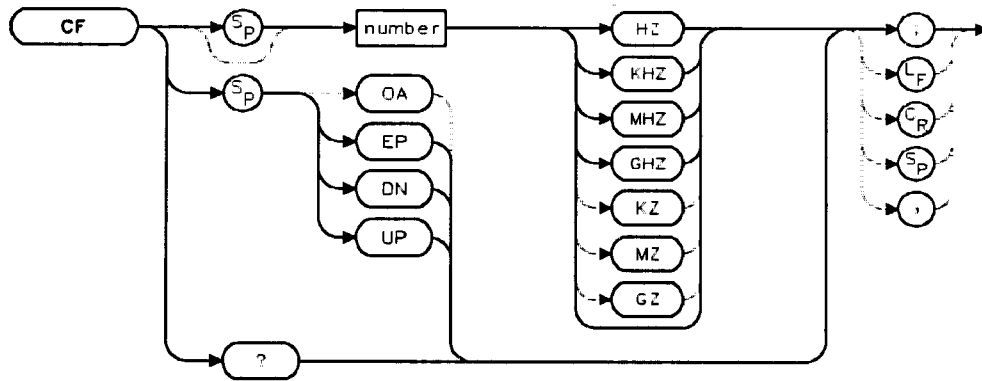 CF
SP
number
HZ
KHZ
MHZ
GHZ
KZ
MZ
GZ
SP
OA
EP
DN
UP
?
;
LF
CR
SP
,